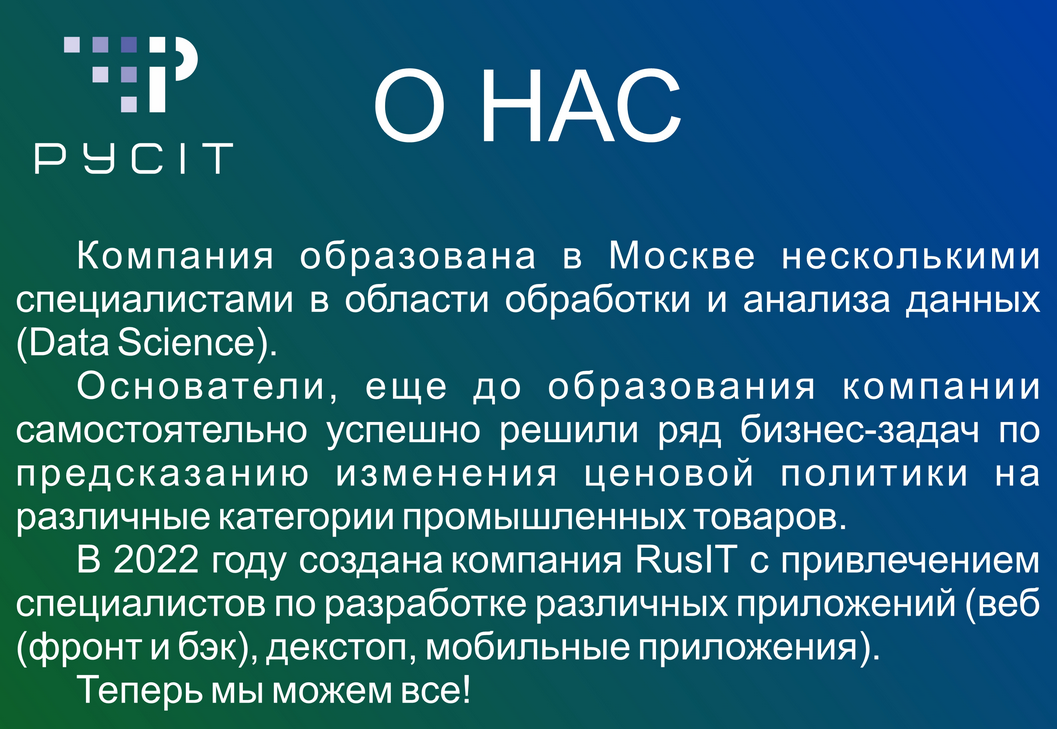 РУСІТ
О НАС
Компания образована в Москве несколькими
специалистами в области обработки и анализа данных
(Data Science).
Основатели, еще до образования компании
самостоятельно успешно решили ряд бизнес-задач по
предсказанию изменения ценовой политики на
различные категории промышленных товаров.
В 2022 году создана компания RusIT с привлечением
специалистов по разработке различных приложений (веб
(фронт и бэк), декстоп, мобильные приложения).
Теперь мы можем все!